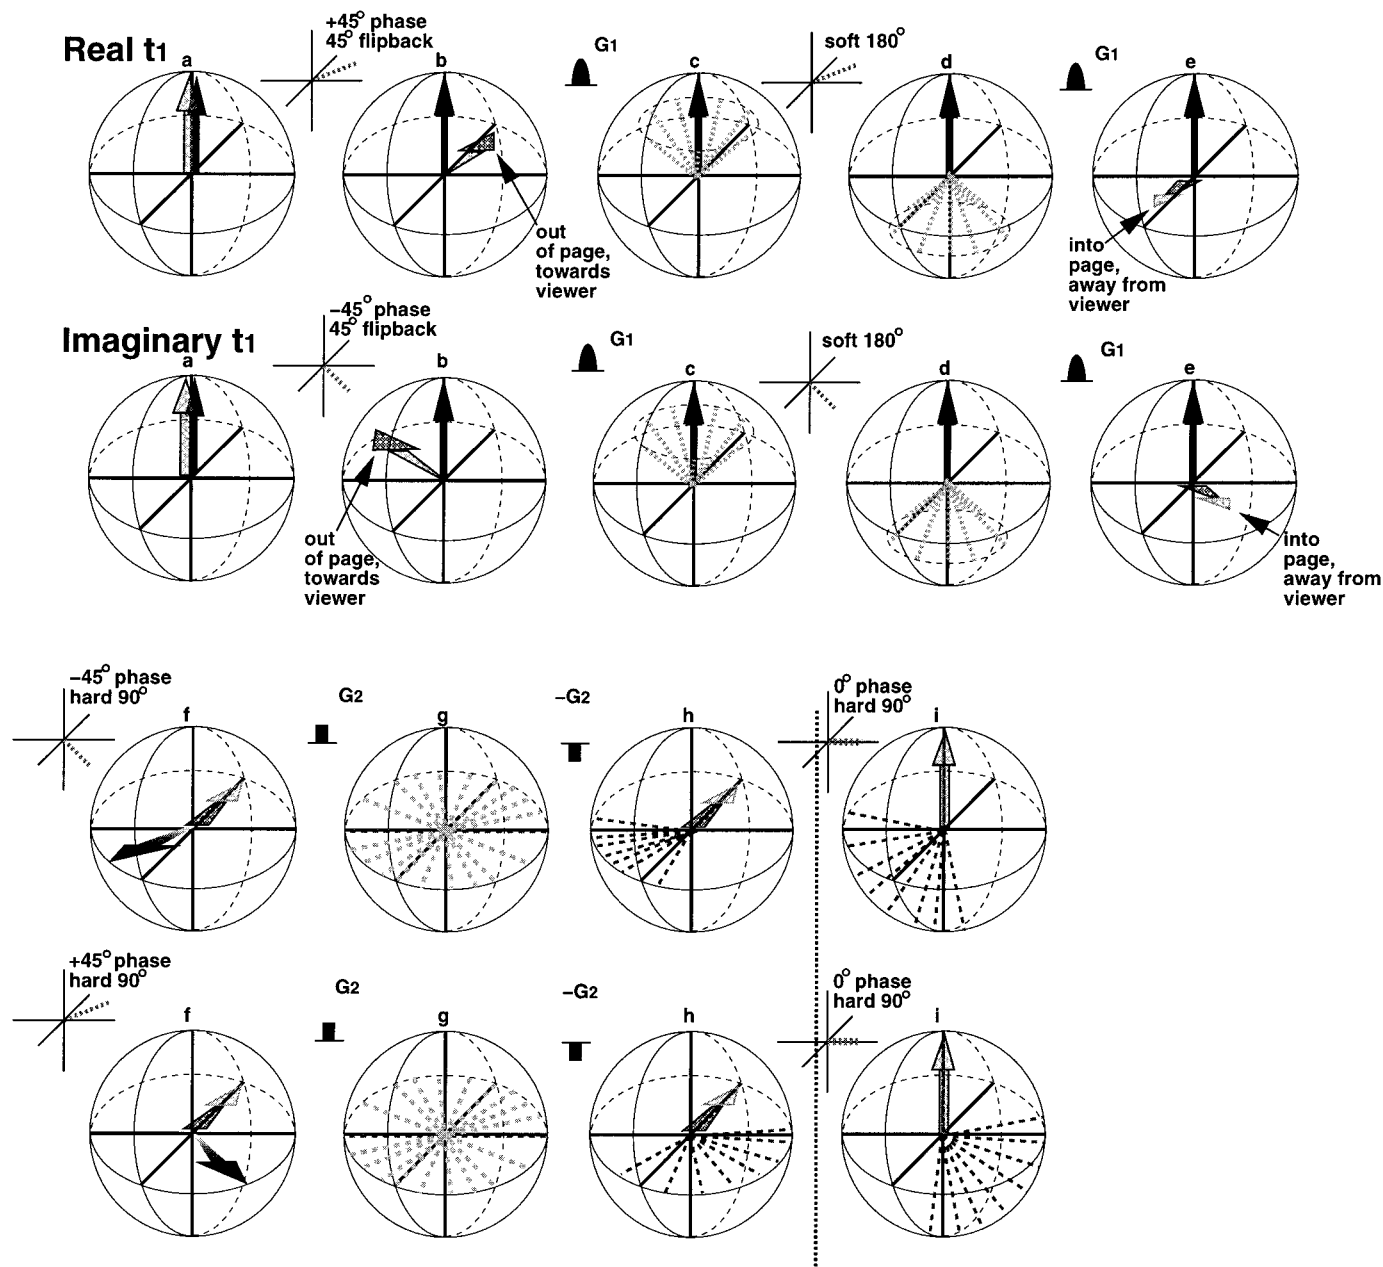 Real t1
a
+45° phase
45° flipback
b
G1
c
soft 180°
d
G1
e
out
of page,
towards
viewer
into
page,
away from
viewer
Imaginary t1
a
−45° phase
45° flipback
b
G1
c
soft 180°
d
G1
e
out
of page,
towards
viewer
into
page,
away from
viewer
−45° phase
hard 90°
f
G2
g
−G2
h
0° phase
hard 90°
i
+45° phase
hard 90°
f
G2
g
−G2
h
0° phase
hard 90°
i